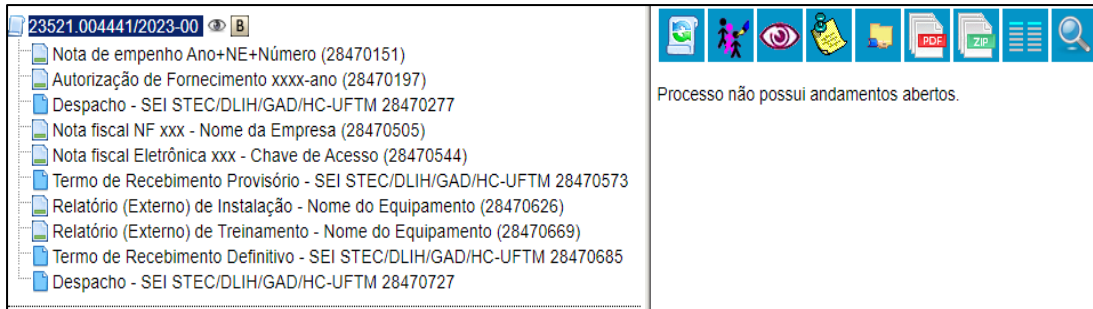 23521.004441/2023-00 B
Nota de empenho Ano+NE+Número (28470151)
Autorização de Fornecimento xxxx-ano (28470197)
Despacho - SEI STEC/DLIH/GAD/HC-UFTM 28470277
Nota fiscal NF xxx - Nome da Empresa (28470505)
Nota fiscal Eletrônica xxx - Chave de Acesso (28470544)
Termo de Recebimento Provisório - SEI STEC/DLIH/GAD/HC-UFTM 28470573
Relatório (Externo) de Instalação - Nome do Equipamento (28470626)
Relatório (Externo) de Treinamento - Nome do Equipamento (28470669)
Termo de Recebimento Definitivo - SEI STEC/DLIH/GAD/HC-UFTM 28470685
Despacho - SEI STEC/DLIH/GAD/HC-UFTM 28470727
PDF ZIP
Processo não possui andamentos abertos.